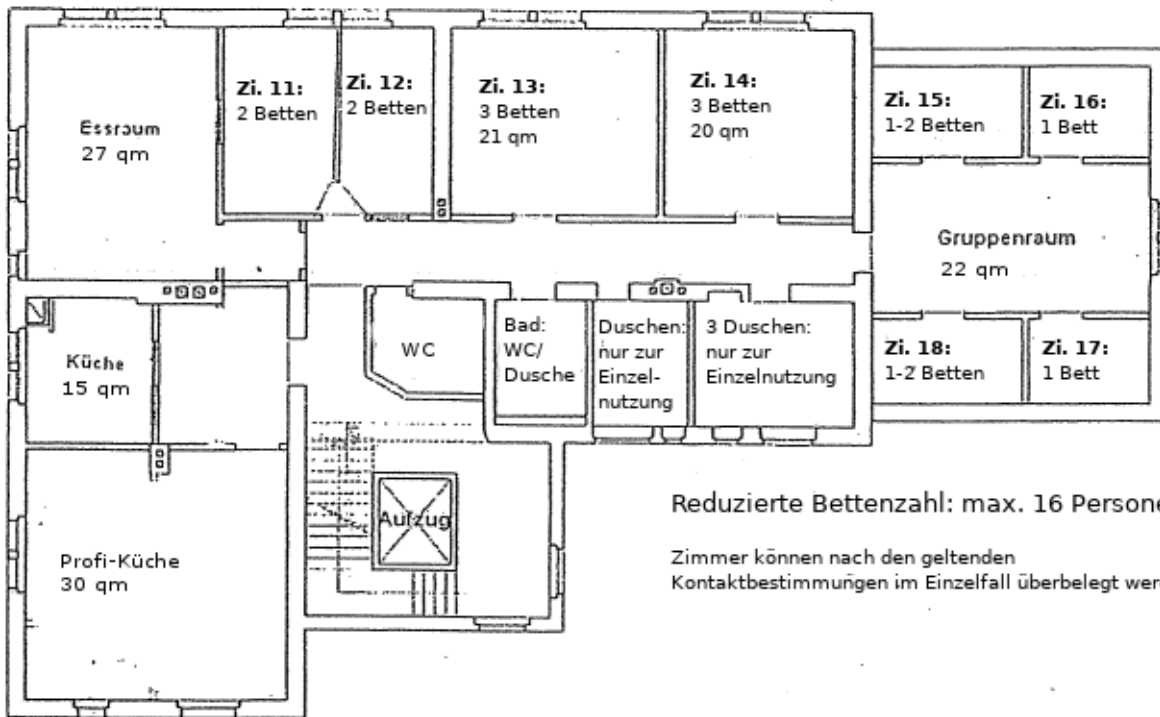 Essraum
27 qm
Zi. 11:
2 Betten
Zi. 12:
2 Betten
Zi. 13:
3 Betten
21 qm
Zi. 14:
3 Betten
20 qm
Zi. 15:
1-2 Betten
Zi. 16:
1 Bett
Gruppenraum
22 qm
Küche
15 qm
WC
Bad:
WC/
Dusche
Duschen:
nur zur
Einzel-
nutzung
3 Duschen:
nur zur
Einzelnutzung
Zi. 18:
1-2 Betten
Zi. 17:
1 Bett
Aufzug
Profi-Küche
30 qm
Reduzierte Bettenzahl: max. 16 Persone
Zimmer können nach den geltenden
Kontaktbestimmungen im Einzelfall überbelegt wer